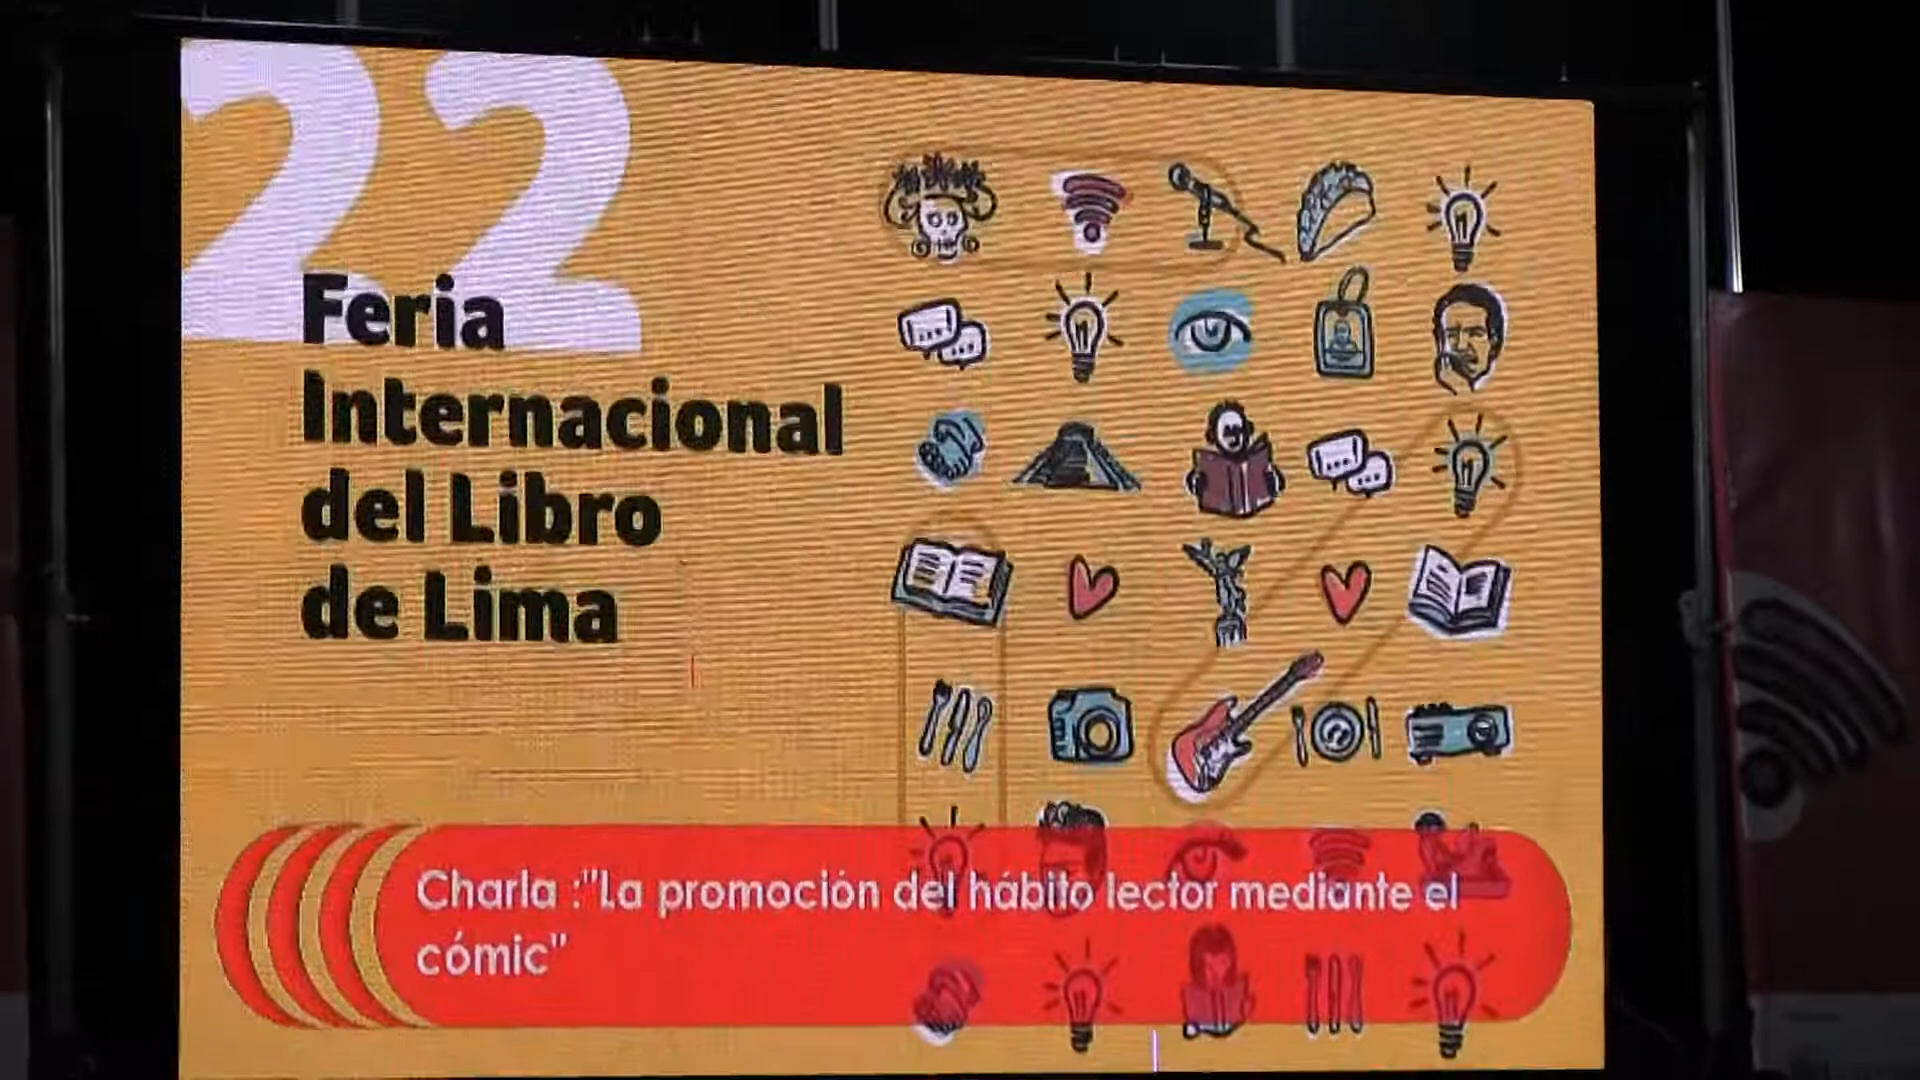 22
Feria
Internacional
del Libro
de Lima
Charla :"La promoción del hábito lector mediante el
cómic"